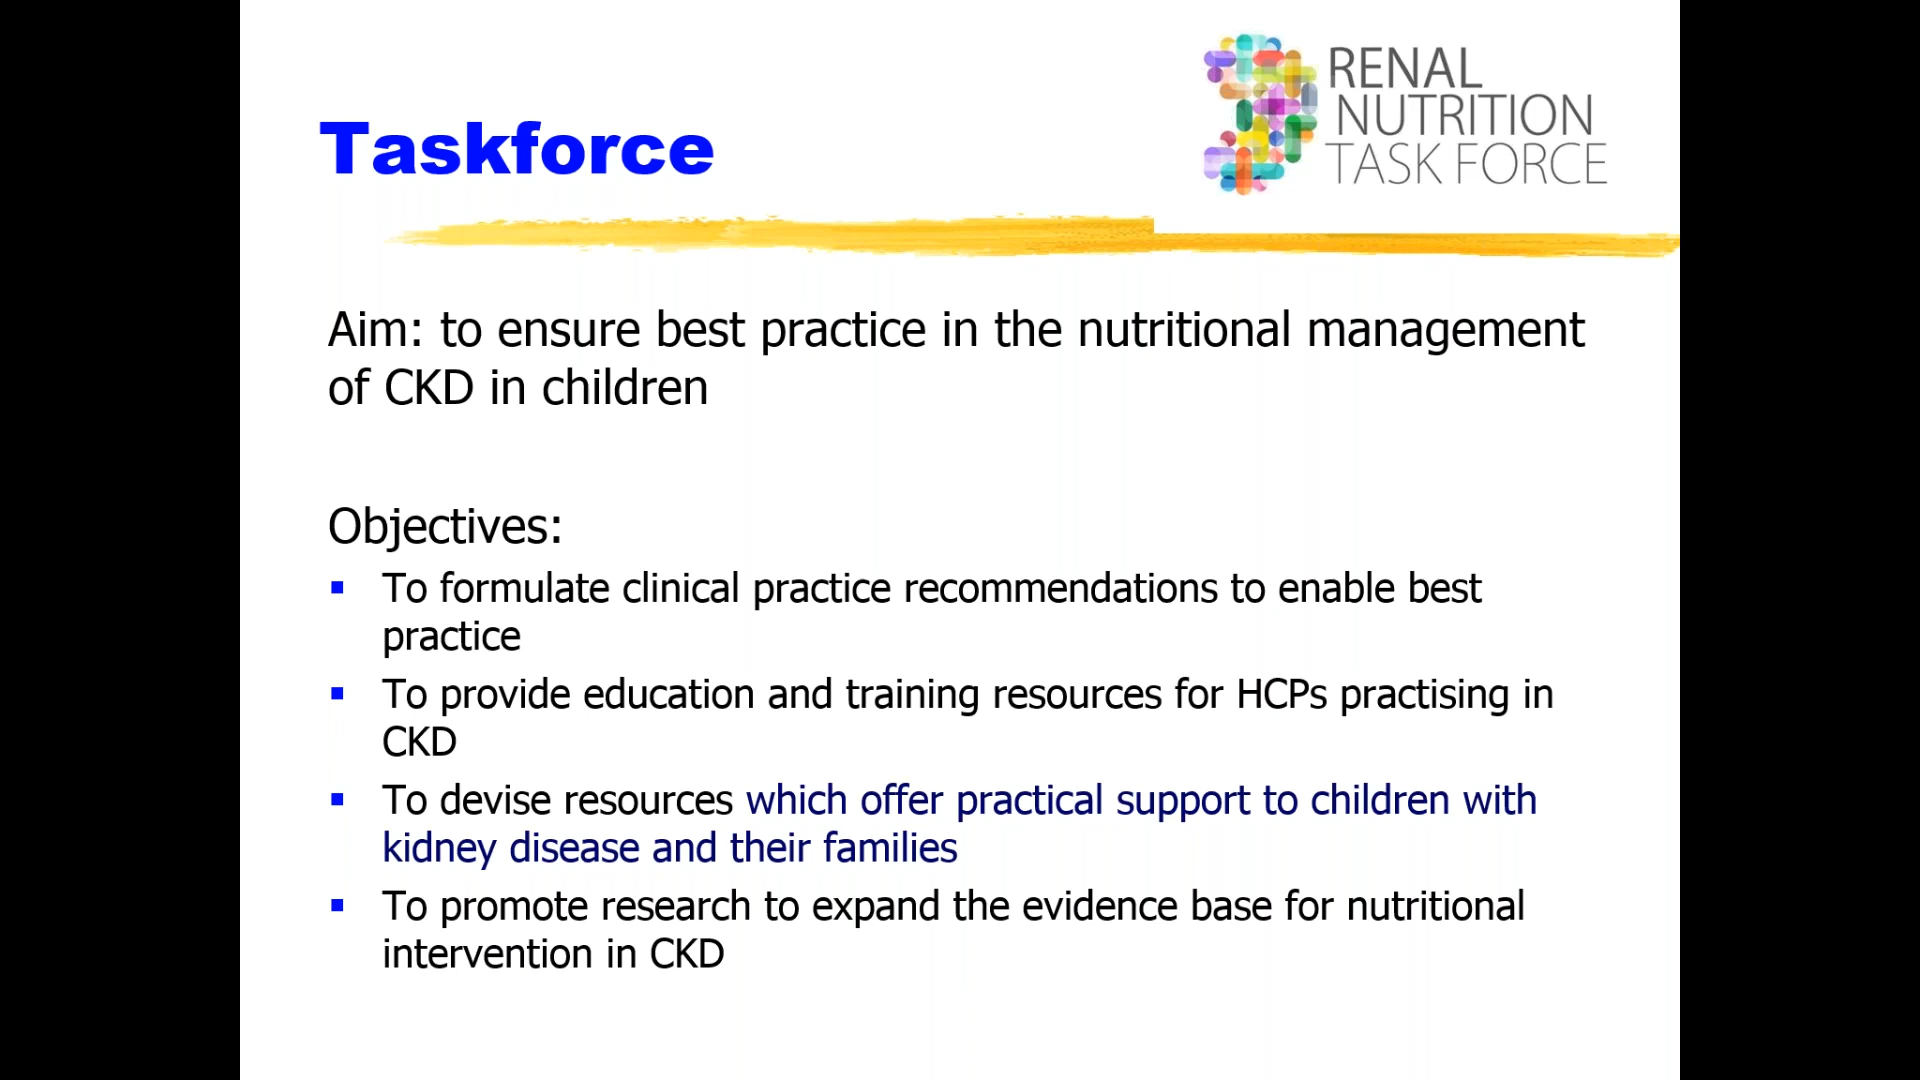 RENAL
NUTRITION
TASK FORCE
Taskforce
Aim: to ensure best practice in the nutritional management
of CKD in children
Objectives:
▪ To formulate clinical practice recommendations to enable best
practice
▪ To provide education and training resources for HCPs practising in
CKD
▪ To devise resources which offer practical support to children with
kidney disease and their families
▪ To promote research to expand the evidence base for nutritional
intervention in CKD